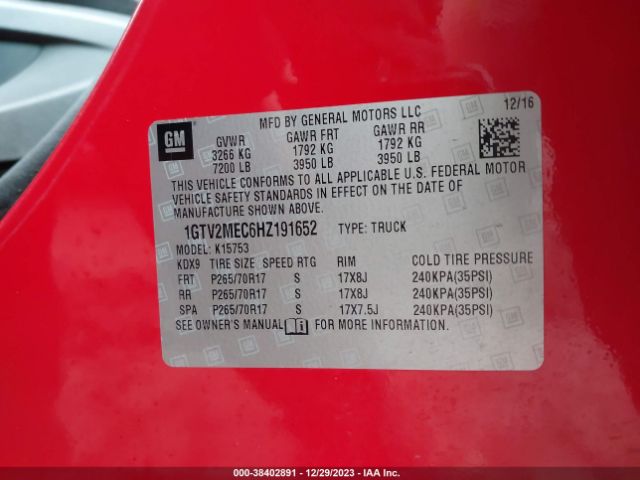 MFD BY GENERAL MOTORS LLC 12/16
GM GVWR GAWR FRT GAWR RR
3266 KG 1792 KG 1792 KG
7200 LB 3950 LB 3950 LB
THIS VEHICLE CONFORMS TO ALL APPLICABLE U.S. FEDERAL MOTOR
VEHICLE SAFETY STANDARDS IN EFFECT ON THE DATE OF
MANUFACTURE SHOWN ABOVE.
1GTV2MEC6HZ191652 TYPE: TRUCK
MODEL: K15753
KDX9 TIRE SIZE SPEED RTG RIM COLD TIRE PRESSURE
FRT P265/70R17 S 17X8J 240KPA(35PSI)
RR P265/70R17 S 17X8J 240KPA(35PSI)
SPA P265/70R17 S 17X7.5J 240KPA(35PSI)
SEE OWNER'S MANUAL FOR MORE INFORMATION.
000-38402891 - 12/29/2023 - IAA Inc.